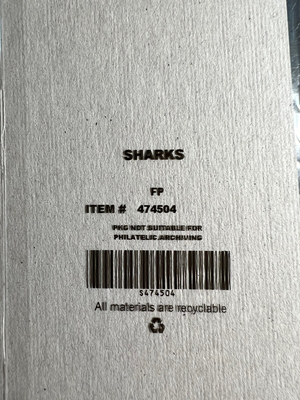 SHARKS
FP
ITEM # 474504
PKG NOT SUITABLE FOR
PHILATELIC ARCHIVING
S474504
All materials are recyclable